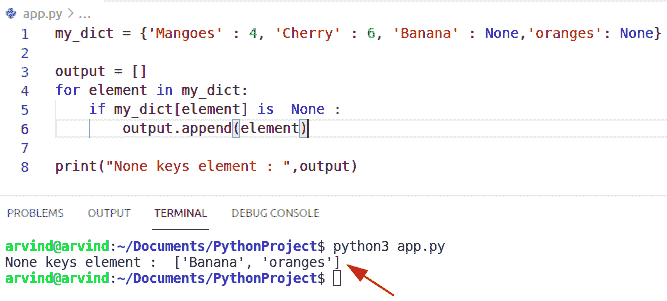 app.py > ...
1 my_dict = {'Mangoes' : 4, 'Cherry' : 6, 'Banana' : None,'oranges': None}
2
3 output = []
4 for element in my_dict:
5     if my_dict[element] is  None :
6         output.append(element)
7
8 print("None keys element : ",output)
PROBLEMS OUTPUT TERMINAL DEBUG CONSOLE
arvind@arvind:~/Documents/PythonProject$ python3 app.py
None keys element :  ['Banana', 'oranges']
arvind@arvind:~/Documents/PythonProject$